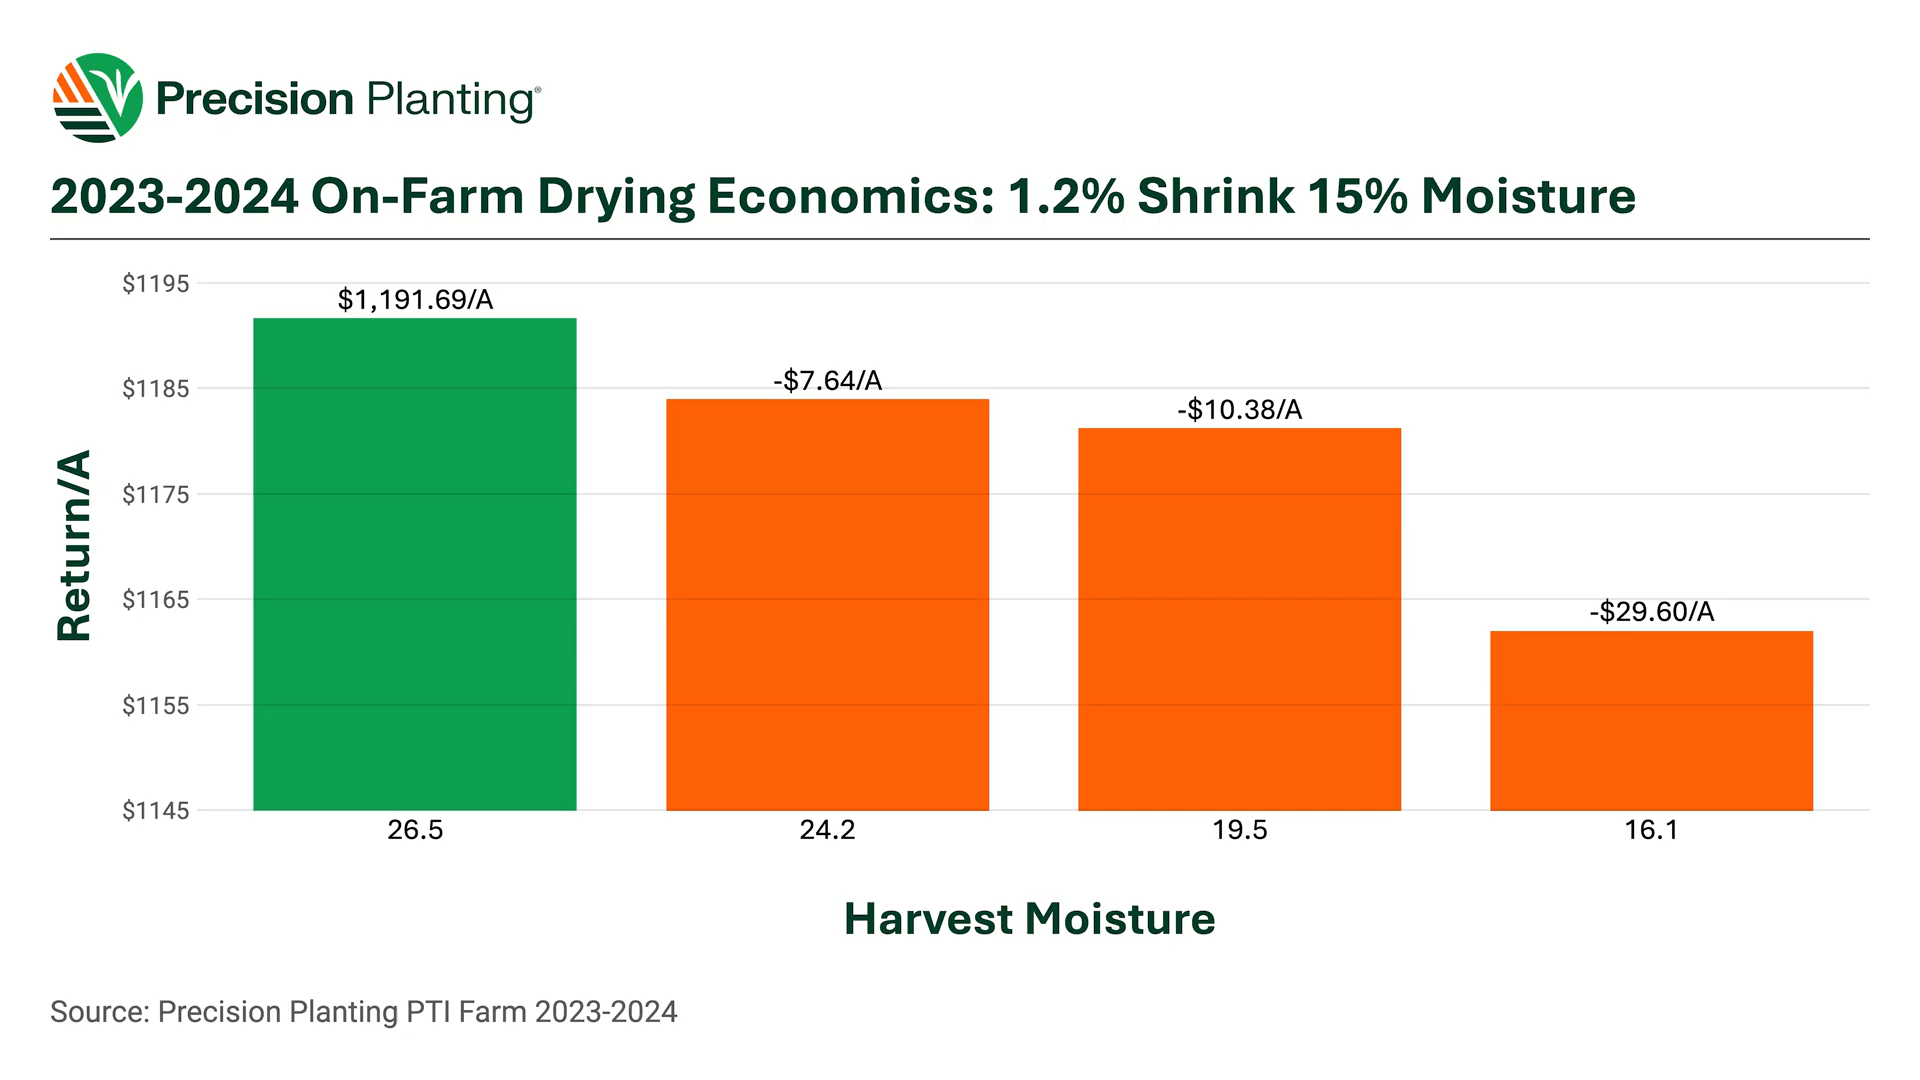 Precision Planting®
2023-2024 On-Farm Drying Economics: 1.2% Shrink 15% Moisture
Return/A
$1195
$1185
$1175
$1165
$1155
$1145
$1,191.69/A
-$7.64/A
-$10.38/A
-$29.60/A
26.5
24.2
19.5
16.1
Harvest Moisture
Source: Precision Planting PTI Farm 2023-2024